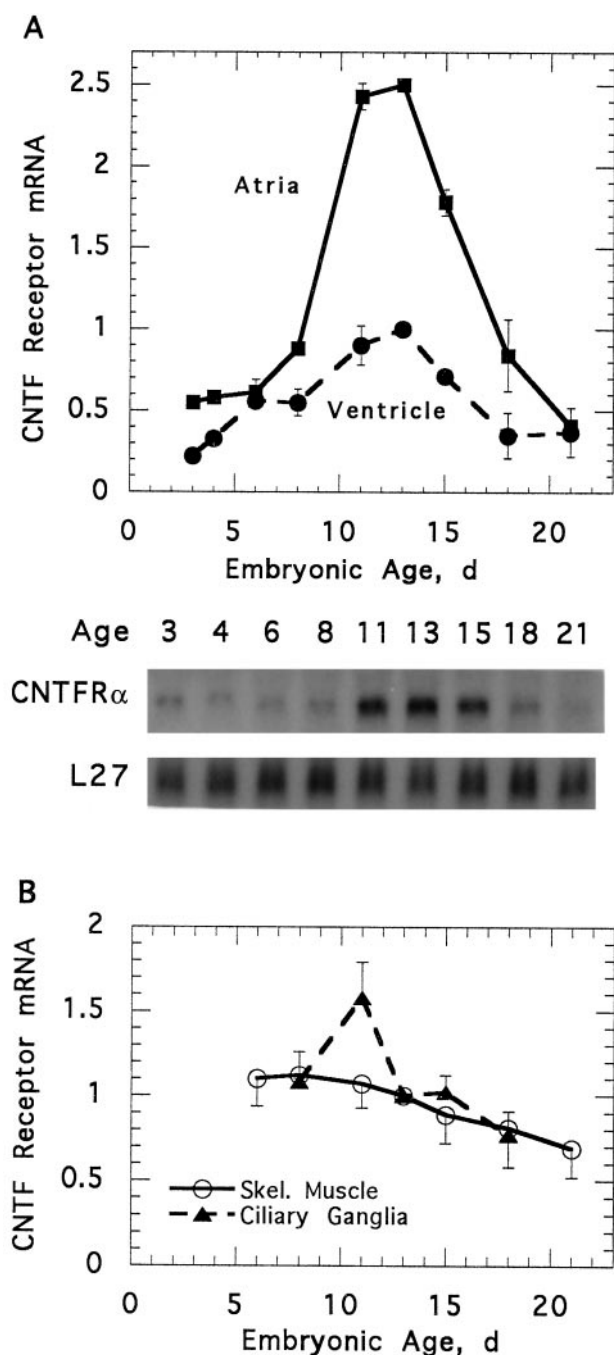 A
CNTF Receptor mRNA
2.5
2
1.5
1
0.5
0
Atria
Ventricle
0 5 10 15 20
Embryonic Age, d
Age 3 4 6 8 11 13 15 18 21
CNTFRα
L27
B
CNTF Receptor mRNA
2
1.5
1
0.5
0
Skel. Muscle
Ciliary Ganglia
0 5 10 15 20
Embryonic Age, d